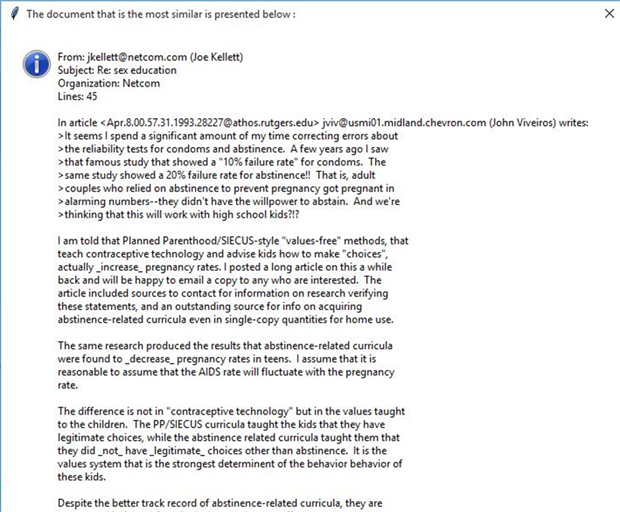 The document that is the most similar is presented below :
From: jkellett@netcom.com (Joe Kellett)
Subject: Re: sex education
Organization: Netcom
Lines: 45
In article <Apr.8.00.57.31.1993.28227@athos.rutgers.edu> jviv@usmi01.midland.chevron.com (John Viveiros) writes:
>It seems I spend a significant amount of my time correcting errors about
>the reliability tests for condoms and abstinence.  A few years ago I saw
>that famous study that showed a "10% failure rate" for condoms.  The
>same study showed a 20% failure rate for abstinence!!  That is, adult
>couples who relied on abstinence to prevent pregnancy got pregnant in
>alarming numbers--they didn't have the willpower to abstain.  And we're
>thinking that this will work with high school kids?!?
I am told that Planned Parenthood/SIECUS-style "values-free" methods, that
teach contraceptive technology and advise kids how to make "choices",
actually _increase_ pregnancy rates. I posted a long article on this a while
back and will be happy to email a copy to any who are interested.  The
article included sources to contact for information on research verifying
these statements, and an outstanding source for info on acquiring
abstinence-related curricula even in single-copy quantities for home use.
The same research produced the results that abstinence-related curricula
were found to _decrease_ pregnancy rates in teens.  I assume that it is
reasonable to assume that the AIDS rate will fluctuate with the pregnancy
rate.
The difference is not in "contraceptive technology" but in the values taught
to the children.  The PP/SIECUS curricula taught the kids that they have
legitimate choices, while the abstinence related curricula taught them that
they did _not_ have _legitimate_ choices other than abstinence.  It is the
values system that is the strongest determinent of the behavior behavior of
these kids.
Despite the better track record of abstinence-related curricula, they are